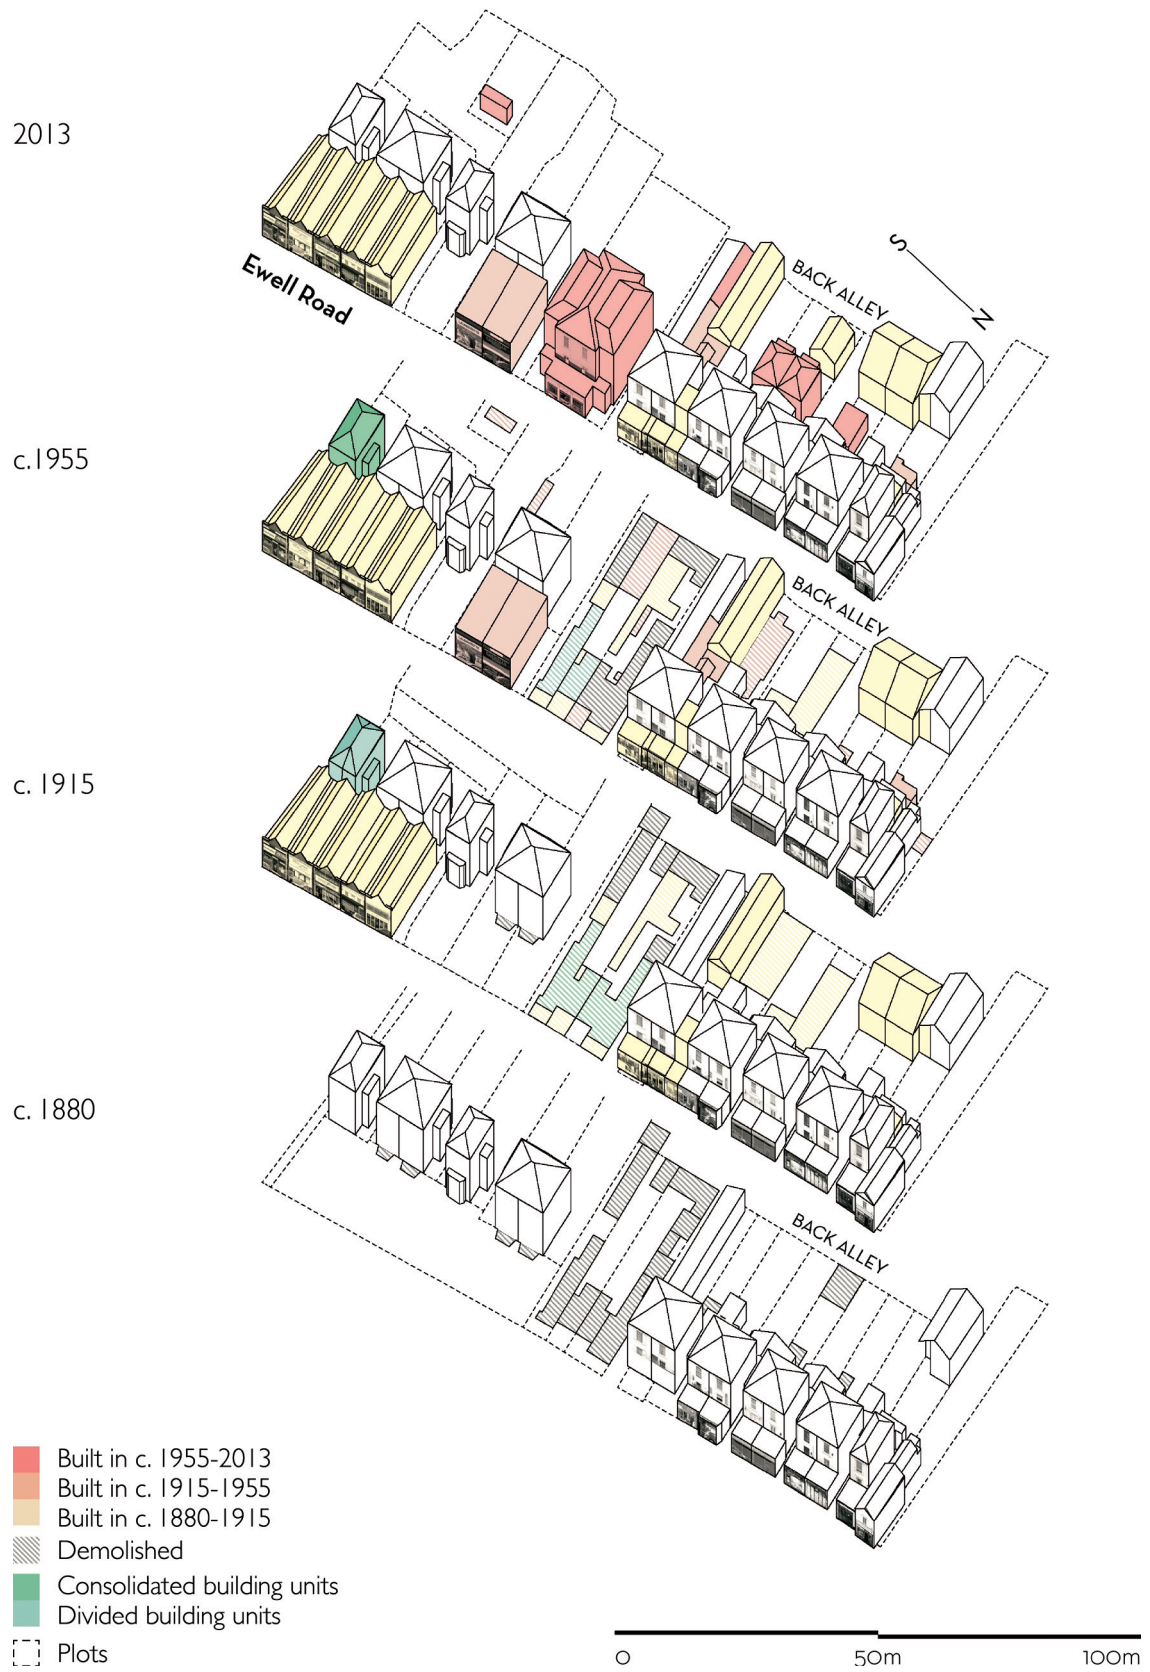 2013
Ewell Road
BACK ALLEY
S
N
c.1955
BACK ALLEY
c. 1915
c. 1880
BACK ALLEY
Built in c. 1955-2013
Built in c. 1915-1955
Built in c. 1880-1915
Demolished
Consolidated building units
Divided building units
Plots
0 50m 100m